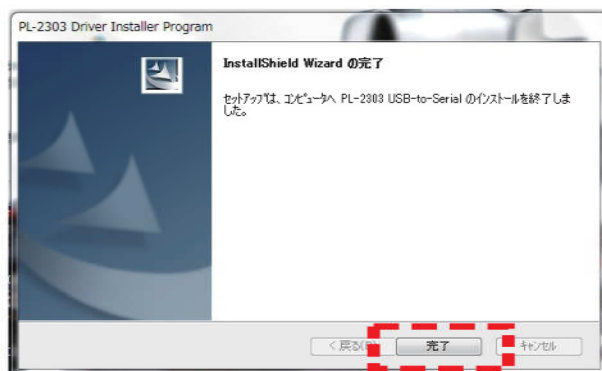 PL-2303 Driver Installer Program
InstallShield Wizard の完了
セットアップは、コンピュータへ PL-2303 USB-to-Serial のインストールを終了しま
した。
< 戻る(B)
完了
キャンセル